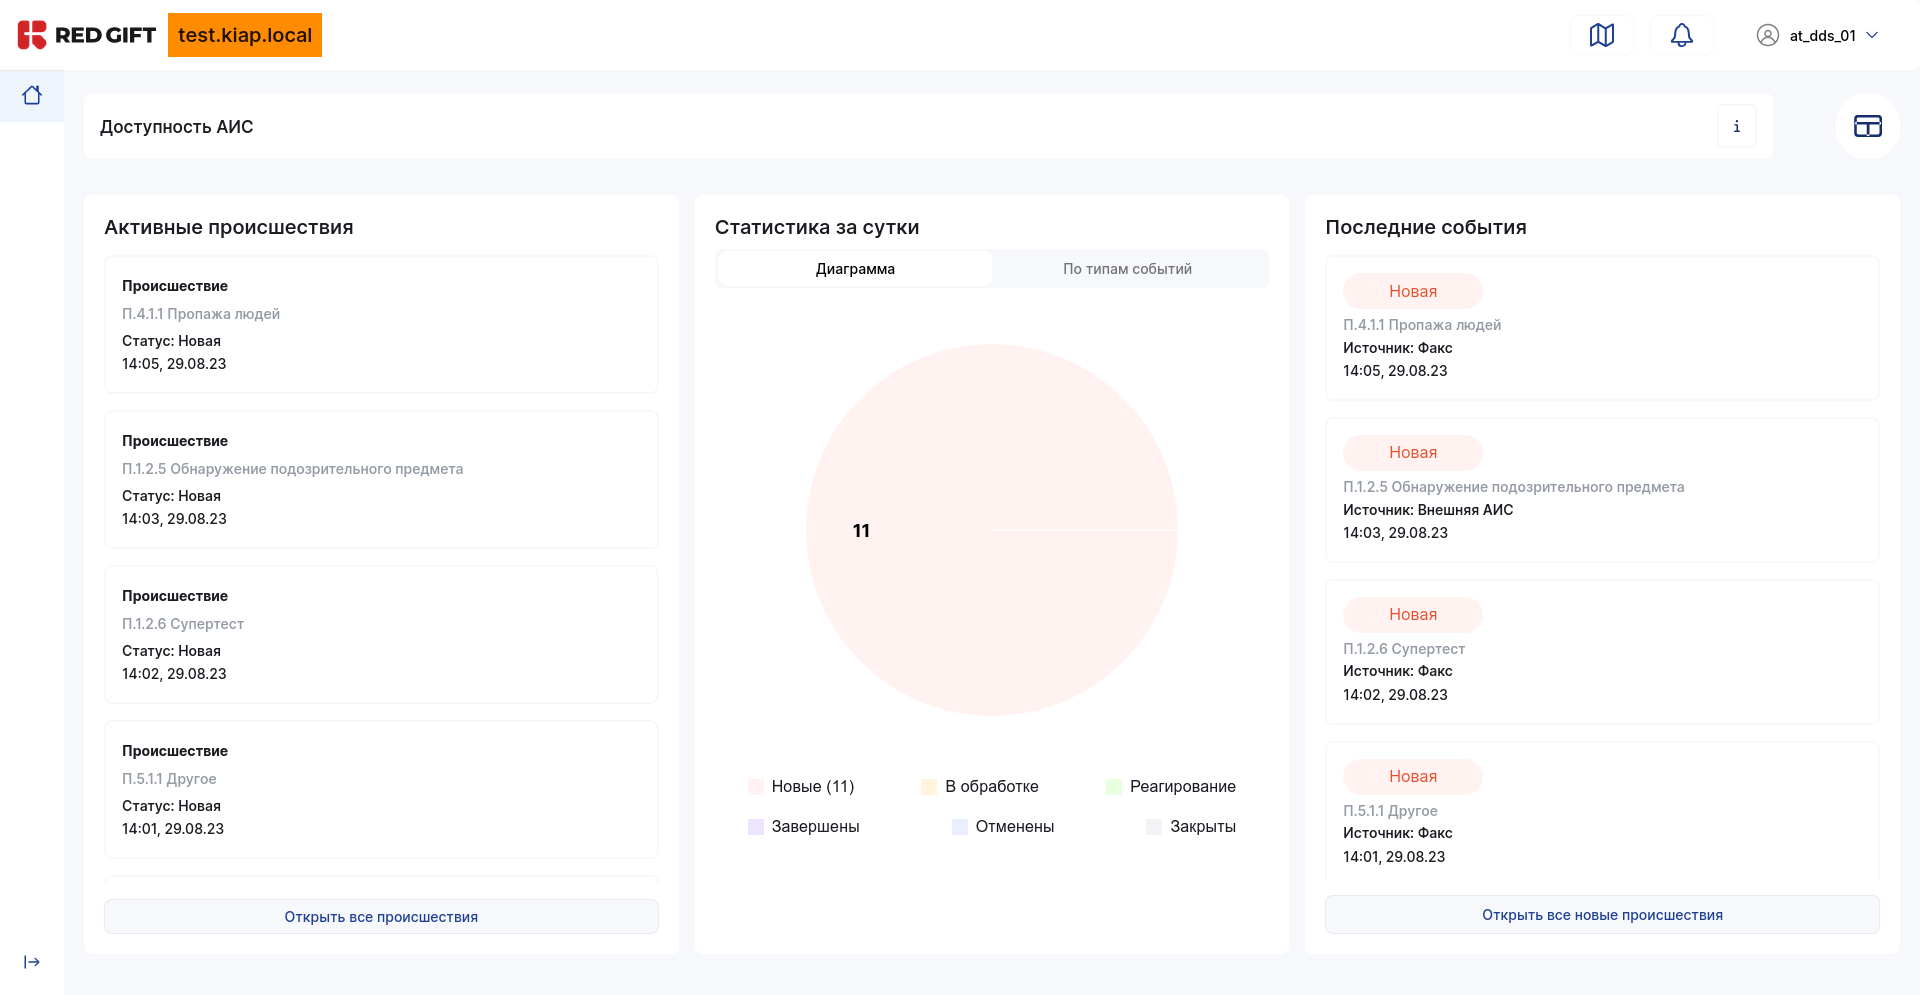 RED GIFT
test.kiap.local
at_dds_01
Доступность АИС
i
Активные происшествия
Происшествие
П.4.1.1 Пропажа людей
Статус: Новая
14:05, 29.08.23
Происшествие
П.1.2.5 Обнаружение подозрительного предмета
Статус: Новая
14:03, 29.08.23
Происшествие
П.1.2.6 Супертест
Статус: Новая
14:02, 29.08.23
Происшествие
П.5.1.1 Другое
Статус: Новая
14:01, 29.08.23
Открыть все происшествия
Статистика за сутки
Диаграмма
По типам событий
11
Новые (11)
В обработке
Реагирование
Завершены
Отменены
Закрыты
Последние события
Новая
П.4.1.1 Пропажа людей
Источник: Факс
14:05, 29.08.23
Новая
П.1.2.5 Обнаружение подозрительного предмета
Источник: Внешняя АИС
14:03, 29.08.23
Новая
П.1.2.6 Супертест
Источник: Факс
14:02, 29.08.23
Новая
П.5.1.1 Другое
Источник: Факс
14:01, 29.08.23
Открыть все новые происшествия